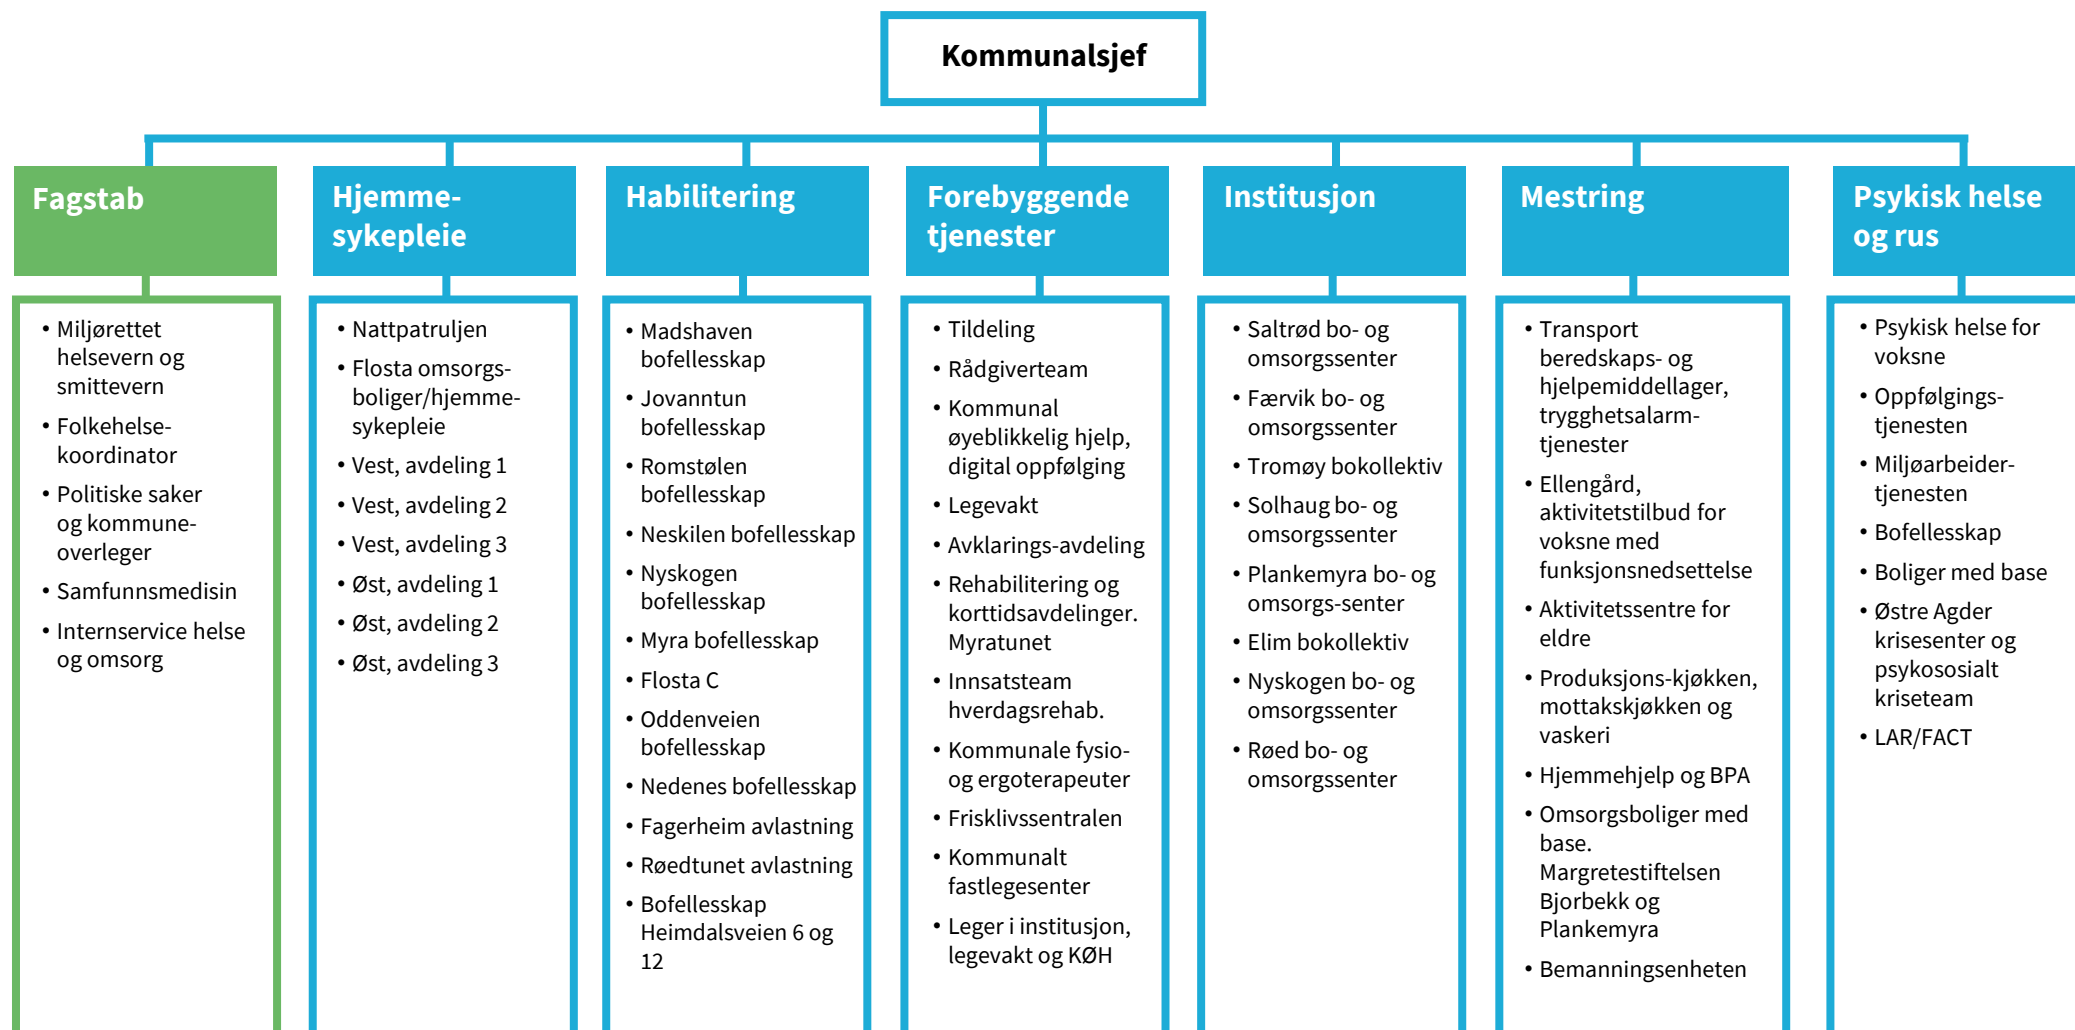 Kommunalsjef
Fagstab
• Miljørettet
helsevern og
smittevern
• Folkehelse-
koordinator
• Politiske saker
og kommune-
overleger
• Samfunnsmedisin
• Internservice helse
og omsorg
Hjemme-
sykepleie
• Nattpatruljen
• Flosta omsorgs-
boliger/hjemme-
sykepleie
• Vest, avdeling 1
• Vest, avdeling 2
• Vest, avdeling 3
• Øst, avdeling 1
• Øst, avdeling 2
• Øst, avdeling 3
Habilitering
• Madshaven
bofellesskap
• Jovanntun
bofellesskap
• Romstølen
bofellesskap
• Neskilen bofellesskap
• Nyskogen
bofellesskap
• Myra bofellesskap
• Flosta C
• Oddenveien
bofellesskap
• Nedenes bofellesskap
• Fagerheim avlastning
• Røedtunet avlastning
• Bofellesskap
Heimdalsveien 6 og
12
Forebyggende
tjenester
• Tildeling
• Rådgiverteam
• Kommunal
øyeblikkelig hjelp,
digital oppfølging
• Legevakt
• Avklarings-avdeling
• Rehabilitering og
korttidsavdelinger.
Myratunet
• Innsatsteam
hverdagsrehab.
• Kommunale fysio-
og ergoterapeuter
• Frisklivssentralen
• Kommunalt
fastlegesenter
• Leger i institusjon,
legevakt og KØH
Institusjon
• Saltrød bo- og
omsorgssenter
• Færvik bo- og
omsorgssenter
• Tromøy bokollektiv
• Solhaug bo- og
omsorgssenter
• Plankemyra bo- og
omsorgs-senter
• Elim bokollektiv
• Nyskogen bo- og
omsorgssenter
• Røed bo- og
omsorgssenter
Mestring
• Transport
beredskaps- og
hjelpemiddellager,
trygghetsalarm-
tjenester
• Ellengård,
aktivitetstilbud for
voksne med
funksjonsnedsettelse
• Aktivitetssentre for
eldre
• Produksjons-kjøkken,
mottakskjøkken og
vaskeri
• Hjemmehjelp og BPA
• Omsorgsboliger med
base.
Margretestiftelsen
Bjorbekk og
Plankemyra
• Bemanningsenheten
Psykisk helse
og rus
• Psykisk helse for
voksne
• Oppfølgings-
tjenesten
• Miljøarbeider-
tjenesten
• Bofellesskap
• Boliger med base
• Østre Agder
krisesenter og
psykososialt
kriseteam
• LAR/FACT